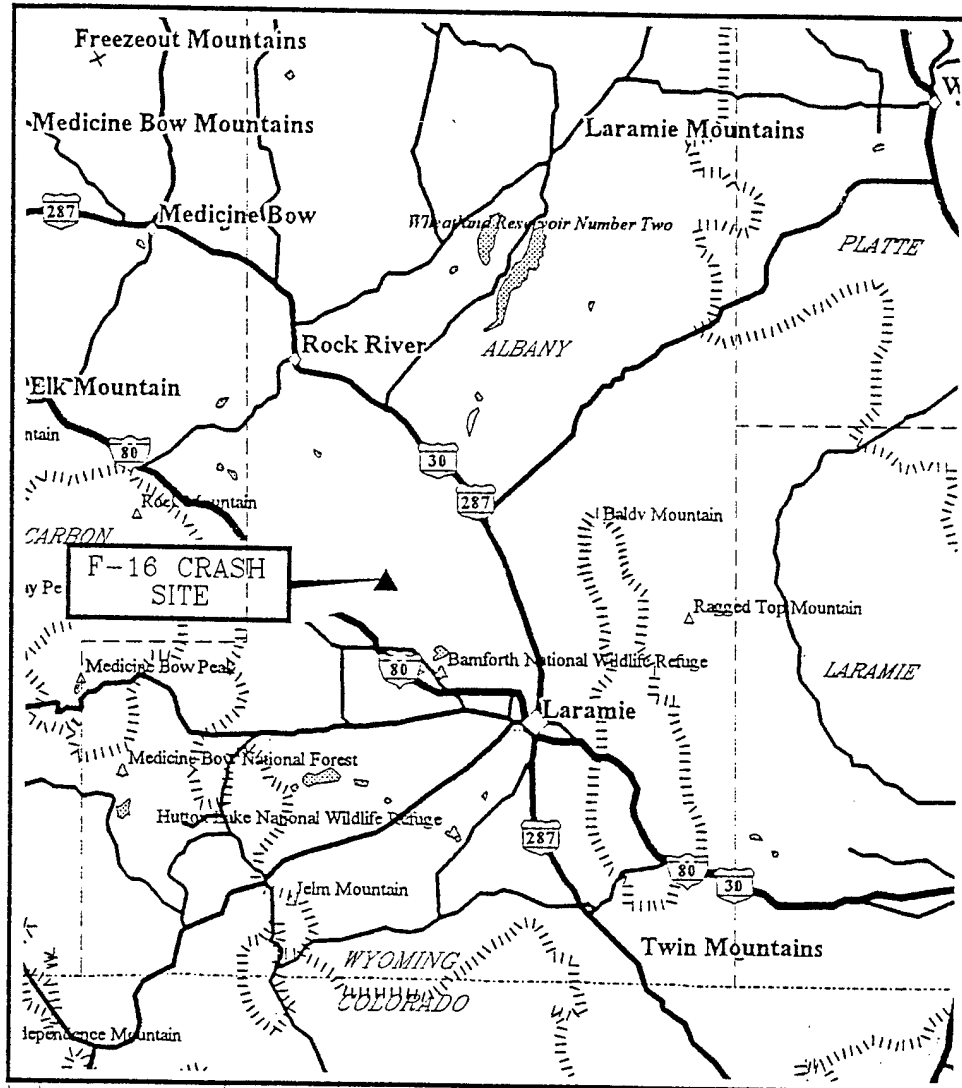 Freezeout Mountains
Medicine Bow Mountains
Laramie Mountains
W
287
Medicine Bow
Wheatland Reservoir Number Two
PLATTE
Rock River
ALBANY
Elk Mountain
ntain
80
30
287
Rock Mountain
Baldy Mountain
CARBON
F-16 CRASH
SITE
ny Pe
Ragged Top Mountain
Medicine Bow Peak
80
Bamforth National Wildlife Refuge
LARAMIE
Laramie
Medicine Bow National Forest
Hutton Lake National Wildlife Refuge
287
80
30
Jelm Mountain
Twin Mountains
WYOMING
COLORADO
dependence Mountain